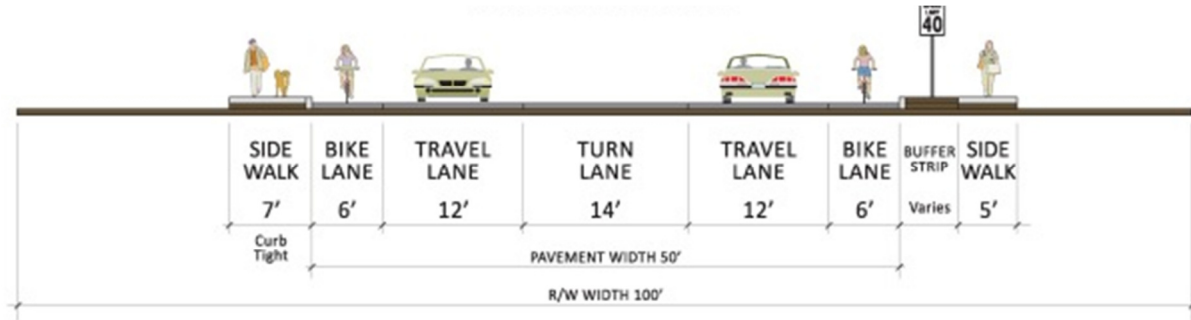 40
SIDE WALK
BIKE LANE
TRAVEL LANE
TURN LANE
TRAVEL LANE
BIKE LANE
BUFFER STRIP
SIDE WALK
7’
6’
12’
14’
12’
6’
Varies
5’
Curb Tight
PAVEMENT WIDTH 50’
R/W WIDTH 100’